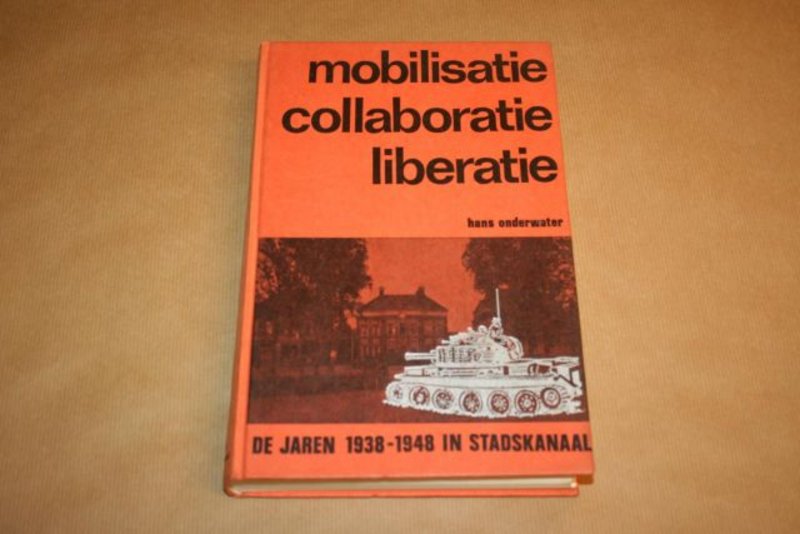 mobilisatie
collaboratie
liberatie
hans onderwater
DE JAREN 1938-1948 IN STADSKANAAL